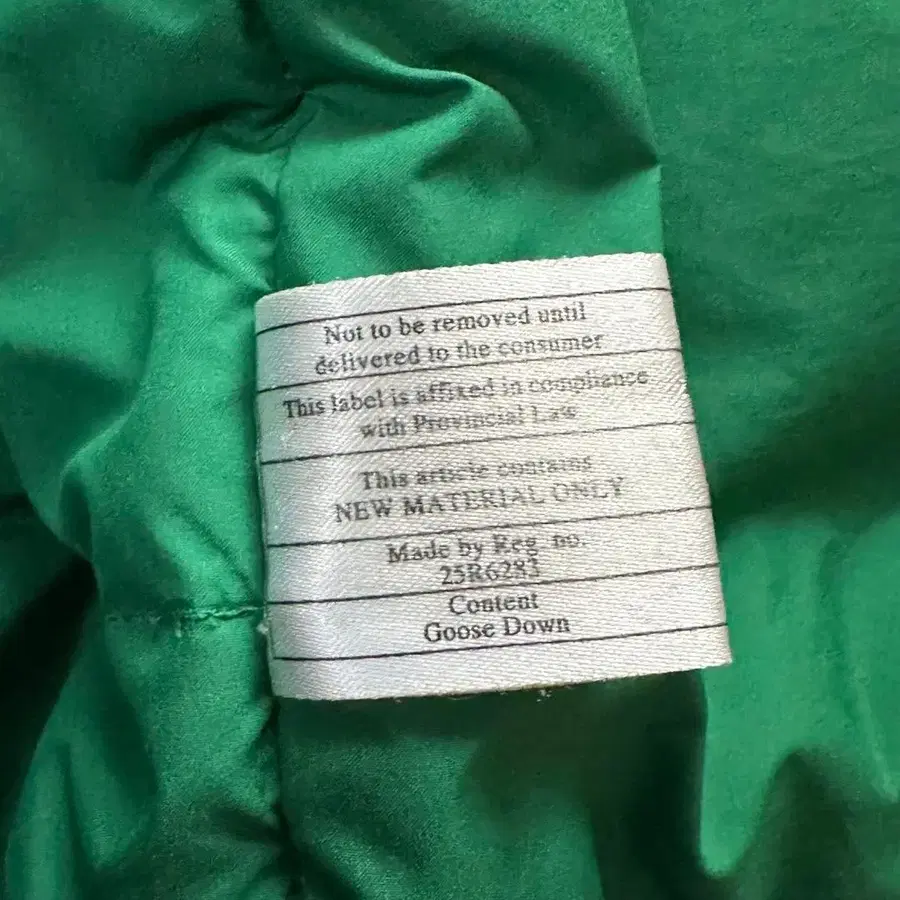 Not to be removed until
delivered to the consumer
This label is affixed in compliance
with Provincial Law
This article contains
NEW MATERIAL ONLY
Made by Reg no.
25R6283
Content
Goose Down